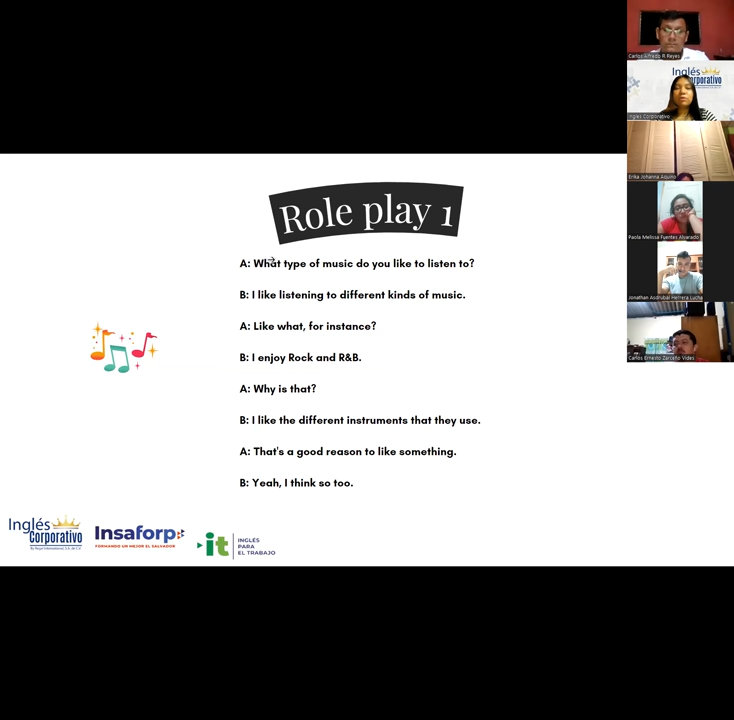 Role play 1
A: What type of music do you like to listen to?
B: I like listening to different kinds of music.
A: Like what, for instance?
B: I enjoy Rock and R&B.
A: Why is that?
B: I like the different instruments that they use.
A: That's a good reason to like something.
B: Yeah, I think so too.
Inglés
Corporativo
Insaforp
FORMANDO UN MEJOR EL SALVADOR
it
INGLÉS
PARA
EL TRABAJO
Carlos Alfredo R Reyes
Inglés
Corporativo
Ingles Corporativo
Erika Johanna Aquino
Paola Melissa Fuentes Alvarado
Jonathan Asdrubal Herrera Lucha
Carlos Ernesto Zarceño Vides